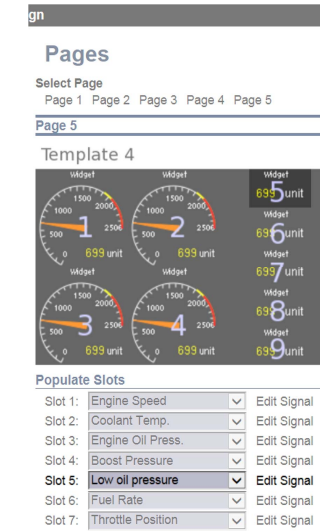 gn
Pages
Select Page
Page 1 Page 2 Page 3 Page 4 Page 5
Page 5
Template 4
Widget Widget Widget
500 1000 1500 2000 2500 0 1 699 unit
500 1000 1500 2000 2500 0 2 699 unit
699 unit 5
Widget
699 unit 6
Widget Widget Widget
500 1000 1500 2000 2500 0 3 699 unit
500 1000 1500 2000 2500 0 4 699 unit
699 unit 7
Widget
699 unit 8
Widget
699 unit 9
Populate Slots
Slot 1: Engine Speed Edit Signal
Slot 2: Coolant Temp. Edit Signal
Slot 3: Engine Oil Press. Edit Signal
Slot 4: Boost Pressure Edit Signal
Slot 5: Low oil pressure Edit Signal
Slot 6: Fuel Rate Edit Signal
Slot 7: Throttle Position Edit Signal